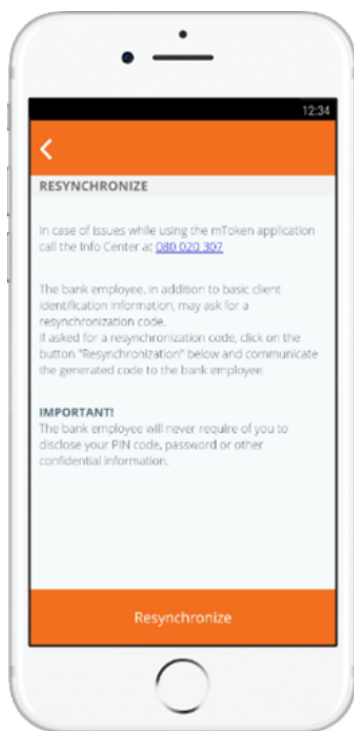 12:34
RESYNCHRONIZE
In case of issues while using the mToken application
call the Info Center at 080 020 307
The bank employee, in addition to basic client
identification information, may ask for a
resynchronization code.
If asked for a resynchronization code, click on the
button "Resynchronization" below and communicate
the generated code to the bank employee.
IMPORTANT!
The bank employee will never require of you to
disclose your PIN code, password or other
confidential information.
Resynchronize